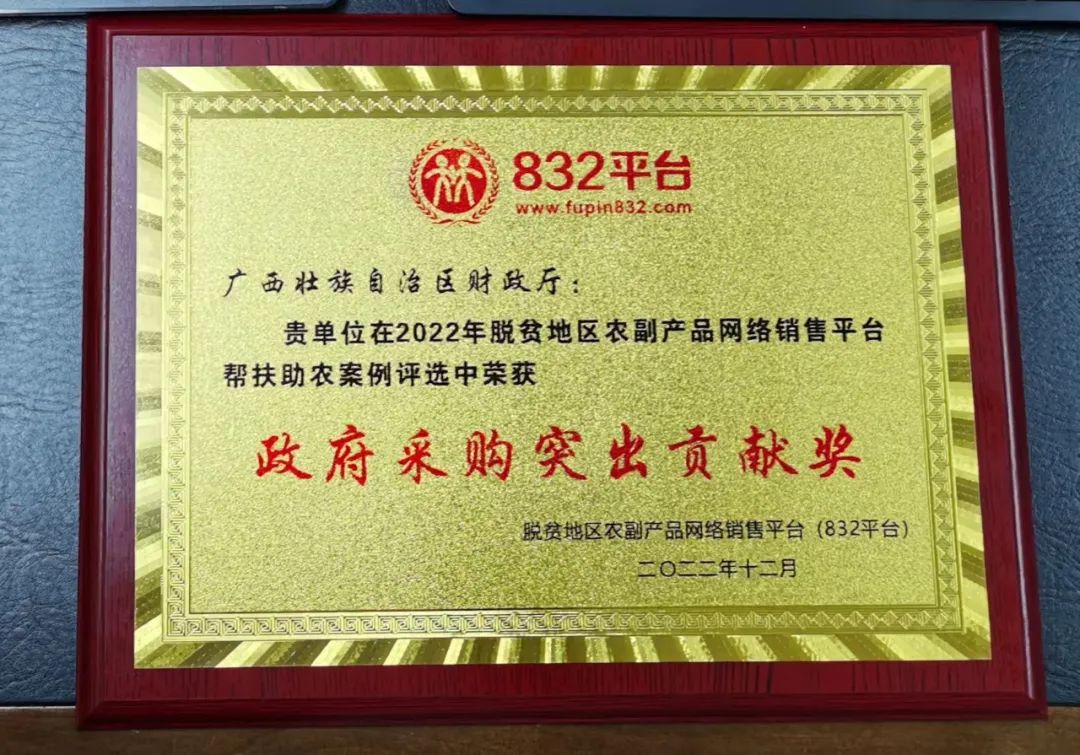 832平台
www.fupin832.com
广西壮族自治区财政厅：
贵单位在2022年脱贫地区农副产品网络销售平台
帮扶助农案例评选中荣获
政府采购突出贡献奖
脱贫地区农副产品网络销售平台（832平台）
二〇二二年十二月